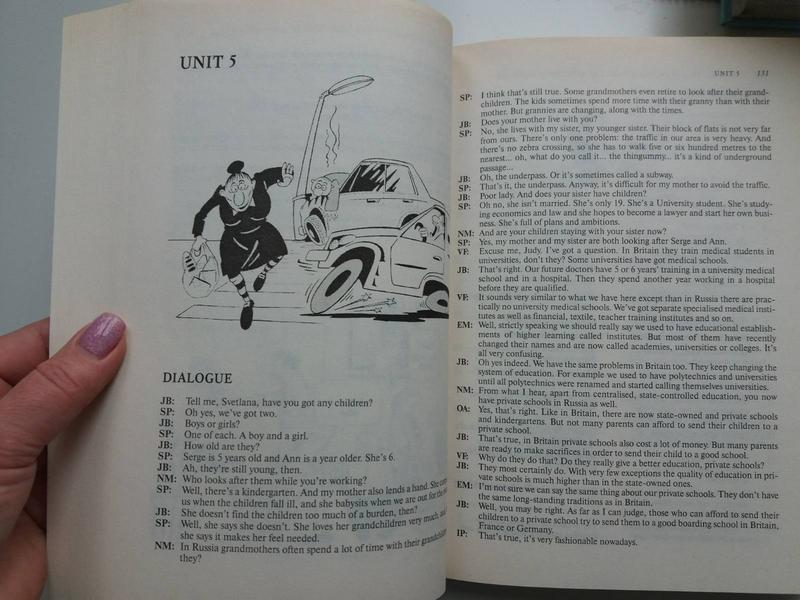 UNIT 5
DIALOGUE
JB: Tell me, Svetlana, have you got any children?
SP: Oh yes, we've got two.
JB: Boys or girls?
SP: One of each. A boy and a girl.
JB: How old are they?
SP: Serge is 5 years old and Ann is a year older. She's 6.
JB: Ah, they're still young, then.
NM: Who looks after them while you're working?
SP: Well, there's a kindergarten. And my mother also lends a hand. She
us when the children fall ill, and she babysits when we are out for the
JB: She doesn't find the children too much of a burden, then?
SP: Well, she says she doesn't. She loves her grandchildren very much, and
she says it makes her feel needed.
NM: In Russia grandmothers often spend a lot of time with their grandchildren
they?
UNIT 5 131
SP: I think that's still true. Some grandmothers even retire to look after their grand-
children. The kids sometimes spend more time with their granny than with their
mother. But grannies are changing, along with the times.
JB: Does your mother live with you?
SP: No, she lives with my sister, my younger sister. Their block of flats is not very far
from ours. There's only one problem: the traffic in our area is very heavy. And
there's no zebra crossing, so she has to walk five or six hundred metres to the
nearest... oh, what do you call it... the thingummy... it's a kind of underground
passage...
JB: Oh, the underpass. Or it's sometimes called a subway.
SP: That's it, the underpass. Anyway, it's difficult for my mother to avoid the traffic.
JB: Poor lady. And does your sister have children?
SP: Oh no, she isn't married. She's only 19. She's a University student. She's study-
ing economics and law and she hopes to become a lawyer and start her own busi-
ness. She's full of plans and ambitions.
NM: And are your children staying with your sister now?
SP: Yes, my mother and my sister are both looking after Serge and Ann.
VF: Excuse me, Judy. I've got a question. In Britain they train medical students in
universities, don't they? Some universities have got medical schools.
JB: That's right. Our future doctors have 5 or 6 years' training in a university medical
school and in a hospital. Then they spend another year working in a hospital
before they are qualified.
VF: It sounds very similar to what we have here except than in Russia there are prac-
tically no university medical schools. We've got separate specialised medical insti-
tutes as well as financial, textile, teacher training institutes and so on.
EM: Well, strictly speaking we should really say we used to have educational establish-
ments of higher learning called institutes. But most of them have recently
changed their names and are now called academies, universities or colleges. It's
all very confusing.
JB: Oh yes indeed. We have the same problems in Britain too. They keep changing the
system of education. For example we used to have polytechnics and universities
until all polytechnics were renamed and started calling themselves universities.
NM: From what I hear, apart from centralised, state-controlled education, you now
have private schools in Russia as well.
OA: Yes, that's right. Like in Britain, there are now state-owned and private schools
and kindergartens. But not many parents can afford to send their children to a
private school.
JB: That's true, in Britain private schools also cost a lot of money. But many parents
are ready to make sacrifices in order to send their child to a good school.
VF: Why do they do that? Do they really give a better education, private schools?
JB: They most certainly do. With very few exceptions the quality of education in pri-
vate schools is much higher than in the state-owned ones.
EM: I'm not sure we can say the same thing about our private schools. They don't have
the same long-standing traditions as in Britain.
JB: Well, you may be right. As far as I can judge, those who can afford to send their
children to a private school try to send them to a good boarding school in Britain,
France or Germany.
IP: That's true, it's very fashionable nowadays.